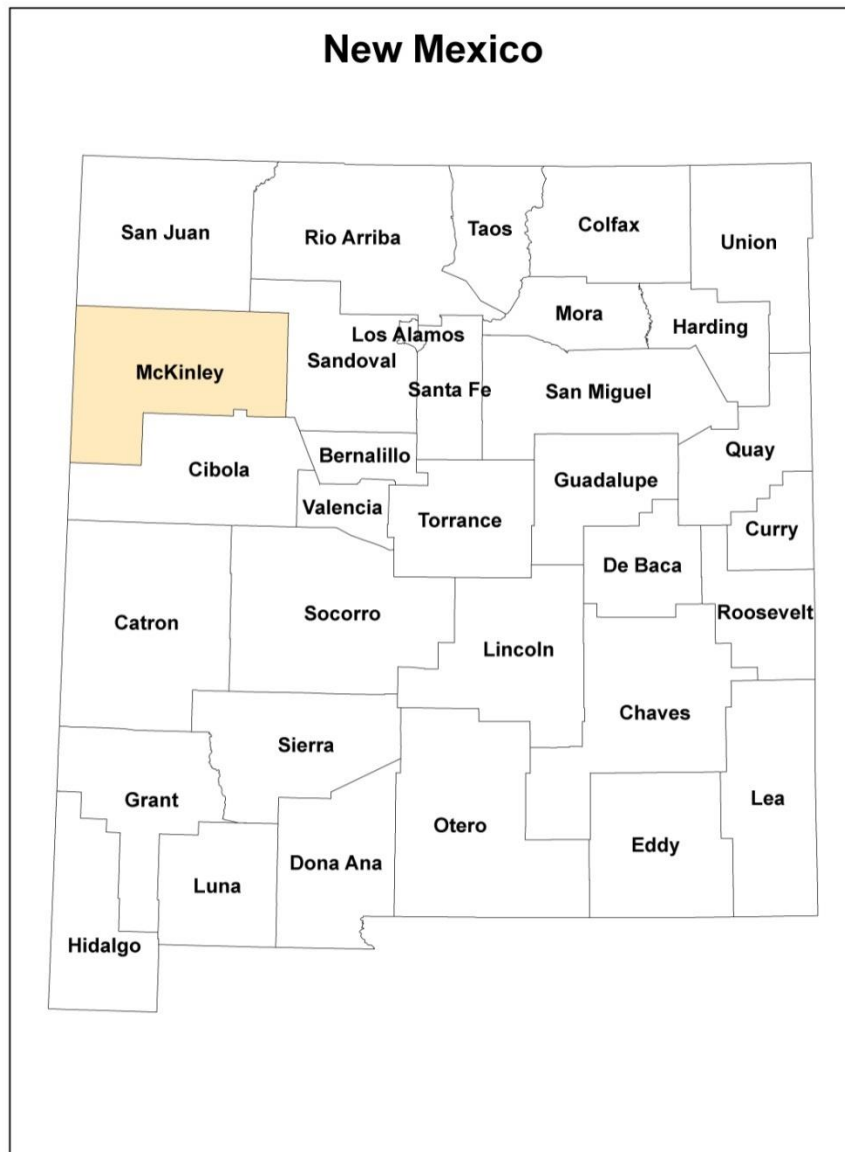 New Mexico
San Juan
Rio Arriba
Taos
Colfax
Union
McKinley
Los Alamos
Sandoval
Santa Fe
Mora
Harding
San Miguel
Cibola
Bernalillo
Valencia
Torrance
Guadalupe
Quay
Curry
De Baca
Roosevelt
Catron
Socorro
Lincoln
Chaves
Sierra
Grant
Otero
Lea
Eddy
Dona Ana
Luna
Hidalgo